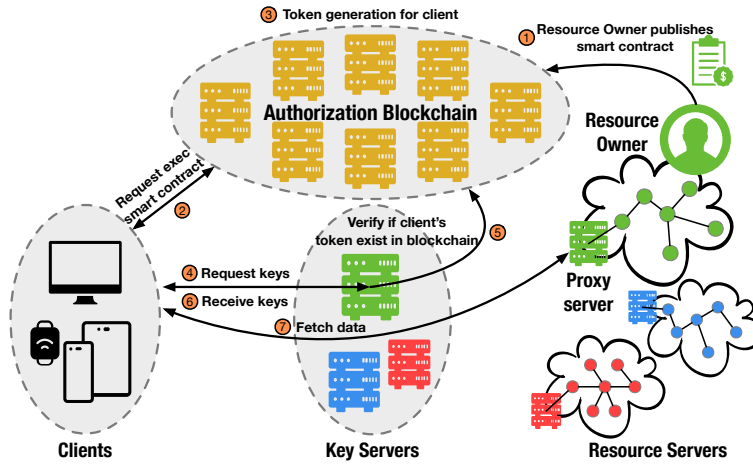 3 Token generation for client
1 Resource Owner publishes
smart contract
$
Authorization Blockchain
Resource
Owner
Request exec
smart contract
2
Verify if client's
token exist in blockchain
5
4 Request keys
6 Receive keys
7 Fetch data
Proxy
server
Clients
Key Servers
Resource Servers